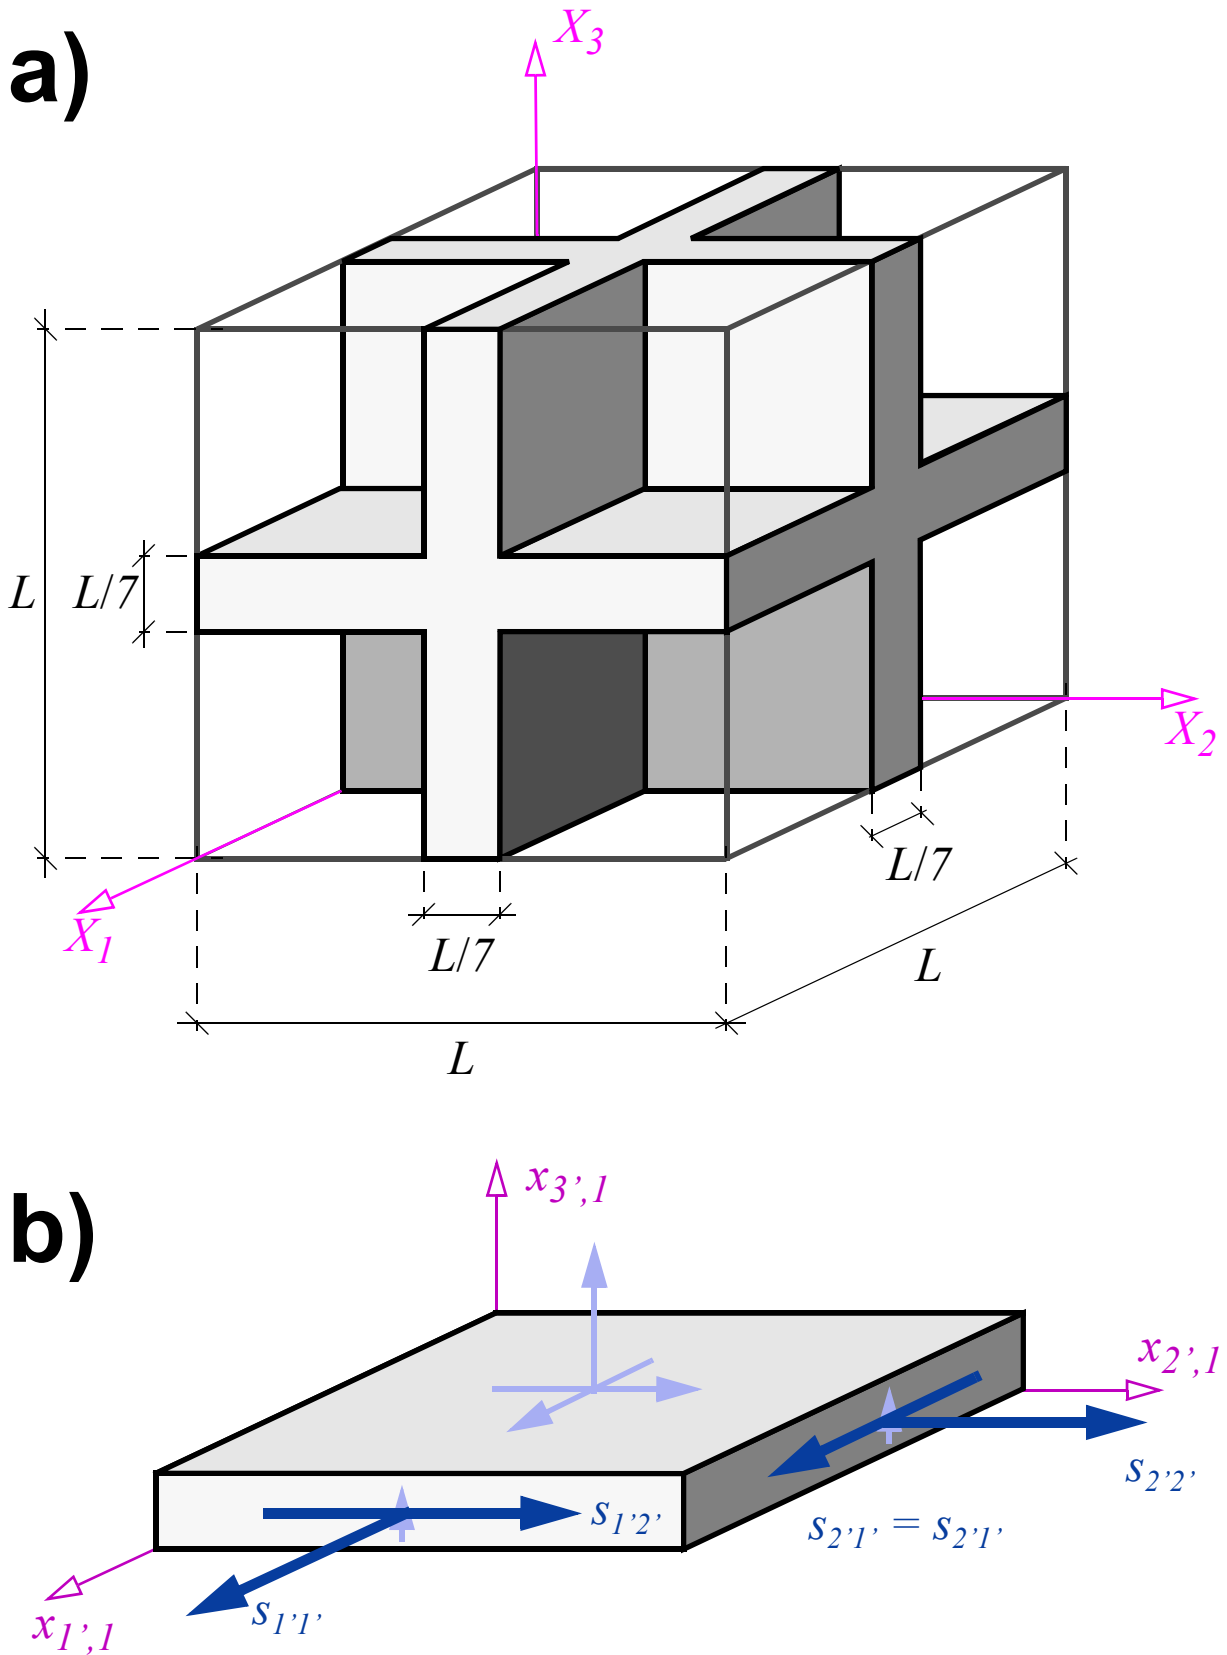 a)
X3
L
L/7
X2
L/7
X1
L/7
L
L
b)
x3’,1
x2’,1
s2’2’
s1’2’
s2’1’ = s2’1’
s1’1’
x1’,1